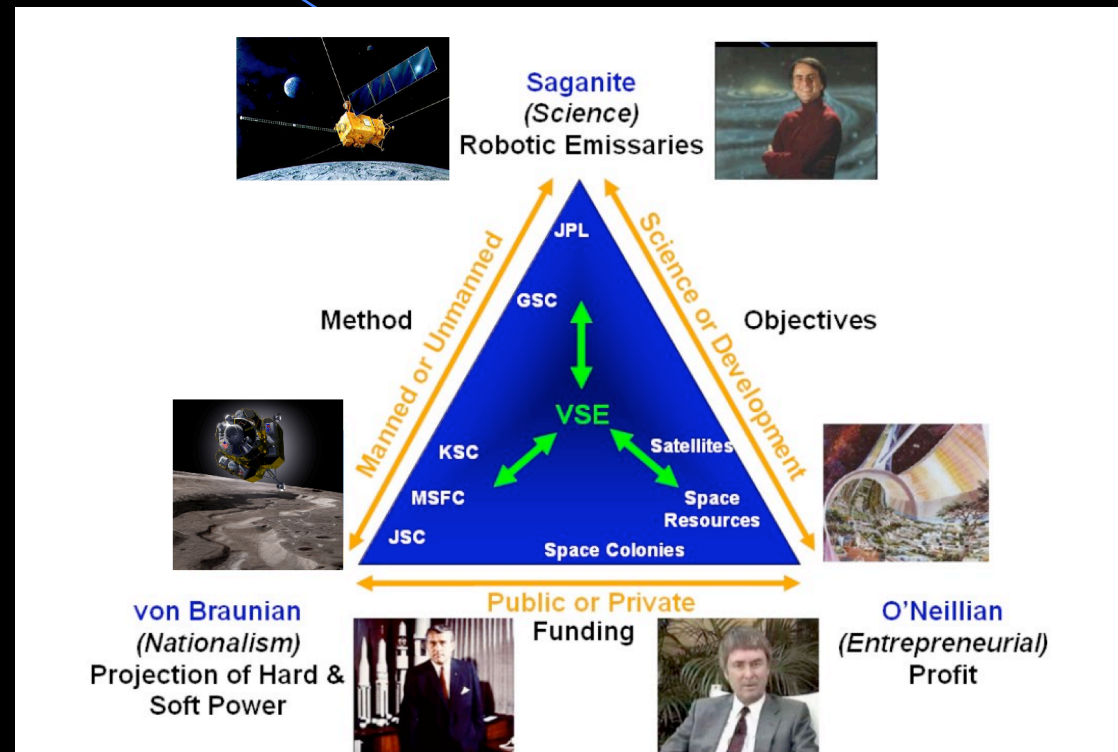 Saganite
(Science)
Robotic Emissaries
JPL
GSC
Method
Manned or Unmanned
Science or Development
Objectives
VSE
KSC
Satellites
MSFC
Space
Resources
JSC
Space Colonies
Public or Private
Funding
von Braunian
(Nationalism)
Projection of Hard &
Soft Power
O'Neillian
(Entrepreneurial)
Profit